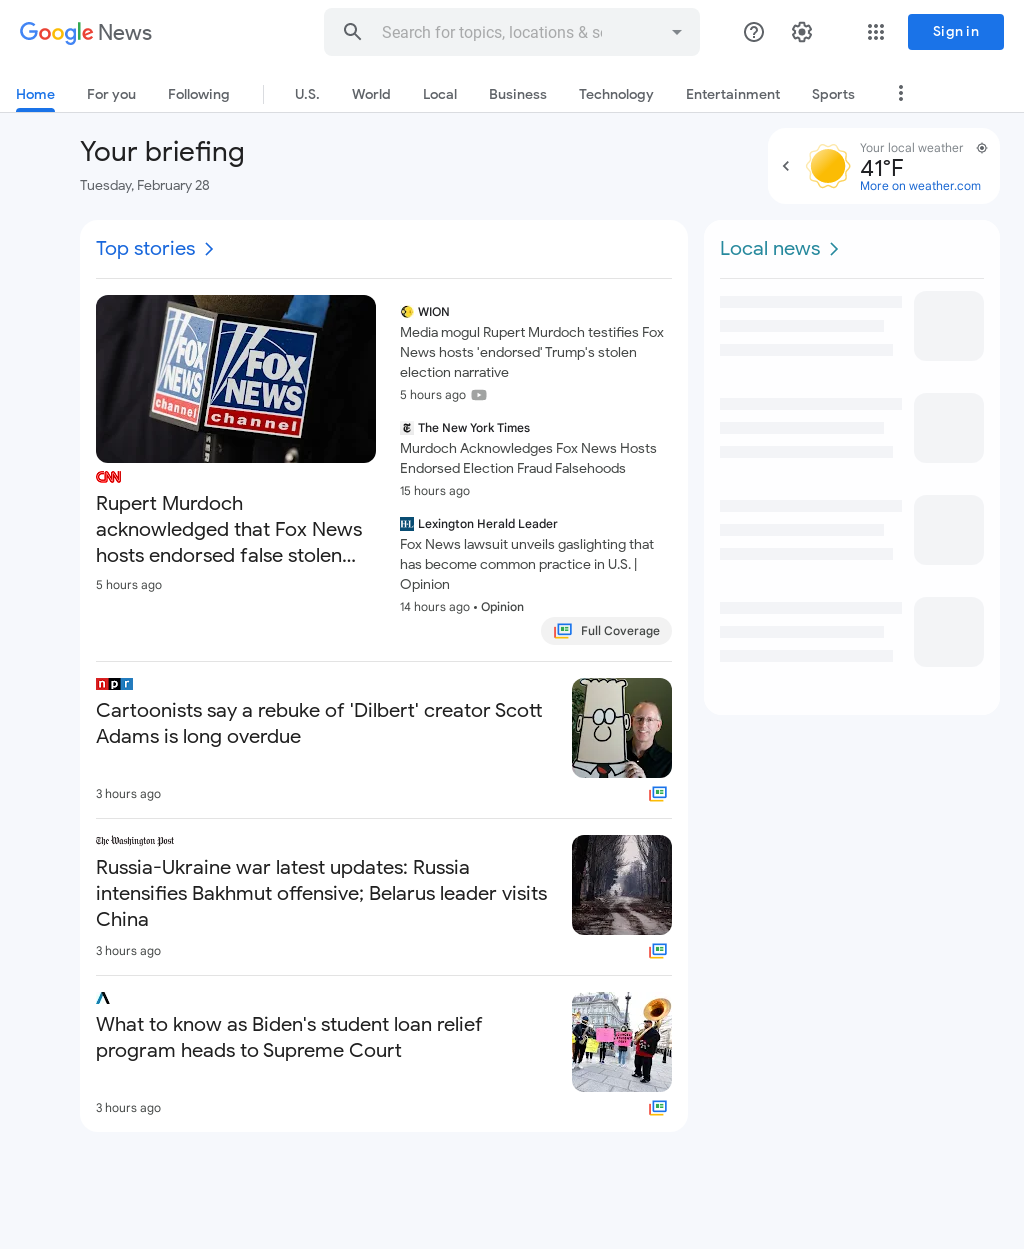 Google News
Search for topics, locations & s
Sign in
Home
For you
Following
U.S.
World
Local
Business
Technology
Entertainment
Sports
Your briefing
Tuesday, February 28
Your local weather
41°F
More on weather.com
Top stories
FOX
NEWS
channel
FOX
NEWS
channel
CNN
Rupert Murdoch
acknowledged that Fox News
hosts endorsed false stolen...
5 hours ago
WION
Media mogul Rupert Murdoch testifies Fox
News hosts 'endorsed' Trump's stolen
election narrative
5 hours ago
The New York Times
Murdoch Acknowledges Fox News Hosts
Endorsed Election Fraud Falsehoods
15 hours ago
Lexington Herald Leader
Fox News lawsuit unveils gaslighting that
has become common practice in U.S. |
Opinion
14 hours ago • Opinion
Full Coverage
npr
Cartoonists say a rebuke of 'Dilbert' creator Scott
Adams is long overdue
3 hours ago
The Washington Post
Russia-Ukraine war latest updates: Russia
intensifies Bakhmut offensive; Belarus leader visits
China
3 hours ago
What to know as Biden's student loan relief
program heads to Supreme Court
3 hours ago
Local news